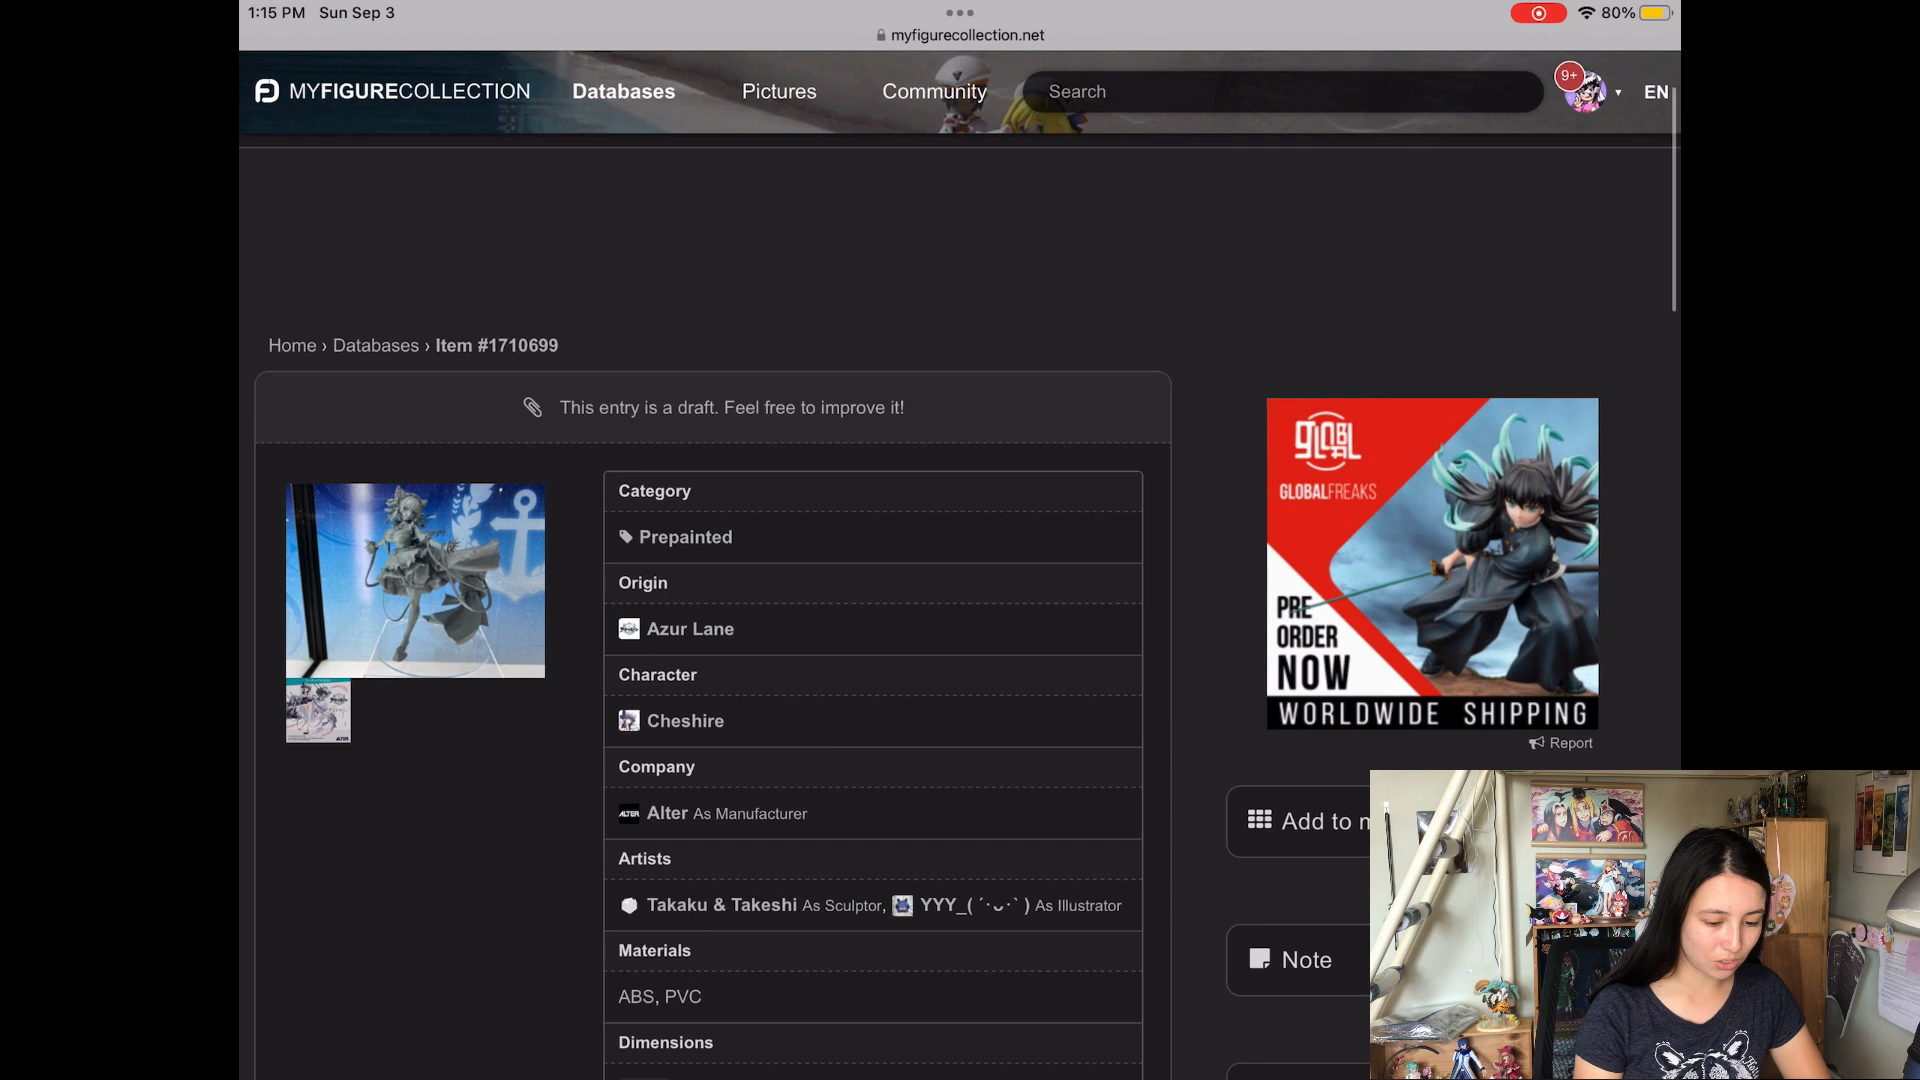 1:15 PM Sun Sep 3
80%
myfigurecollection.net
MYFIGURECOLLECTION
Databases
Pictures
Community
Search
9+
EN
Home › Databases › Item #1710699
This entry is a draft. Feel free to improve it!
Category
Prepainted
Origin
Azur Lane
Character
Cheshire
Company
ALTER
Alter As Manufacturer
Artists
Takaku & Takeshi As Sculptor, YYY_( ´·ᴗ·` ) As Illustrator
Materials
ABS, PVC
Dimensions
ALTER
GLOBL
GLOBALFREAKS
PRE
ORDER
NOW
WORLDWIDE SHIPPING
Report
Add to m
Note